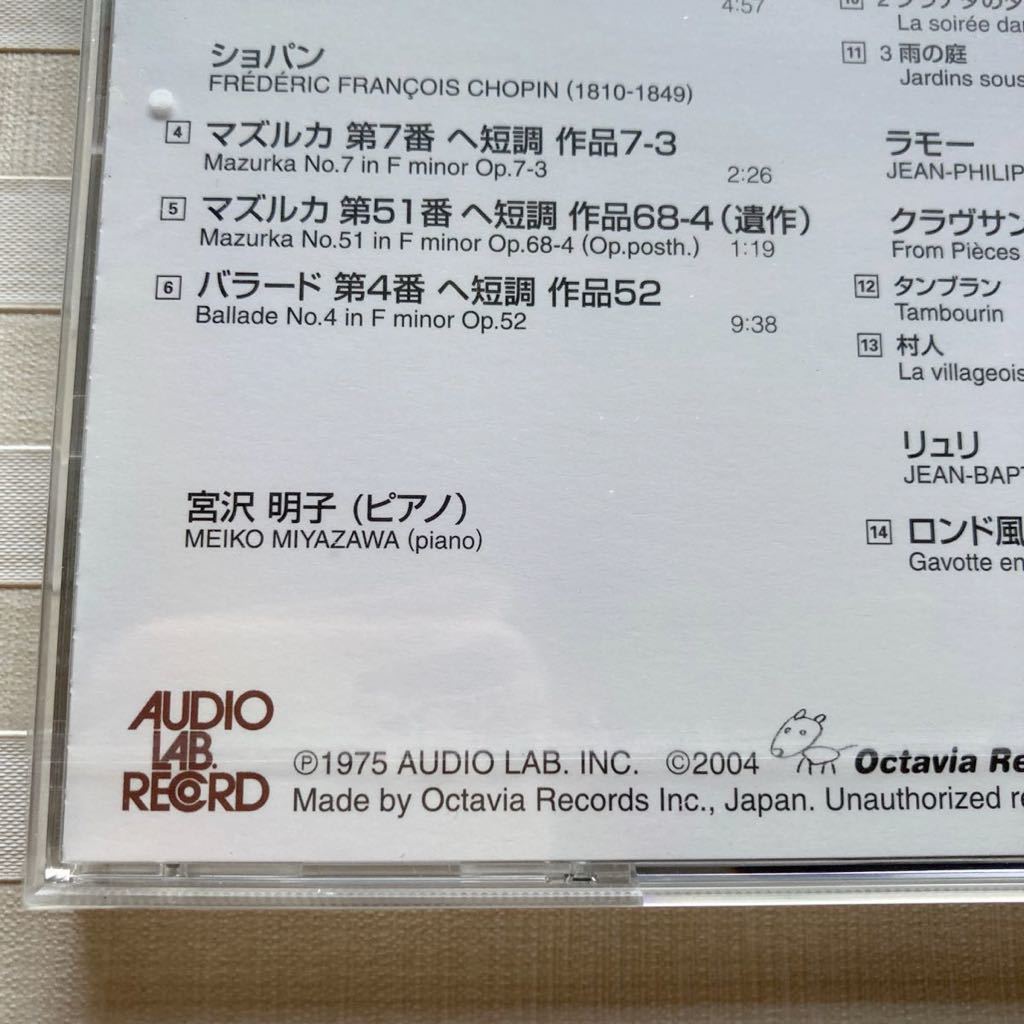 4:57
ショパン
FRÉDÉRIC FRANÇOIS CHOPIN (1810-1849)
4 マズルカ 第7番 ヘ短調 作品7-3
Mazurka No.7 in F minor Op.7-3 2:26
5 マズルカ 第51番 ヘ短調 作品68-4(遺作)
Mazurka No.51 in F minor Op.68-4 (Op.posth.) 1:19
6 バラード 第4番 ヘ短調 作品52
Ballade No.4 in F minor Op.52 9:38
宮沢 明子 (ピアノ)
MEIKO MIYAZAWA (piano)
La soirée
11 3 雨の庭
Jardins sous
ラモー
JEAN-PHILIP
クラヴサン
From Pièces
12 タンブラン
Tambourin
13 村人
La villageois
リュリ
JEAN-BAPT
14 ロンド風
Gavotte en
AUDIO
LAB.
RECORD
℗1975 AUDIO LAB. INC. ©2004 Octavia Re
Made by Octavia Records Inc., Japan. Unauthorized re